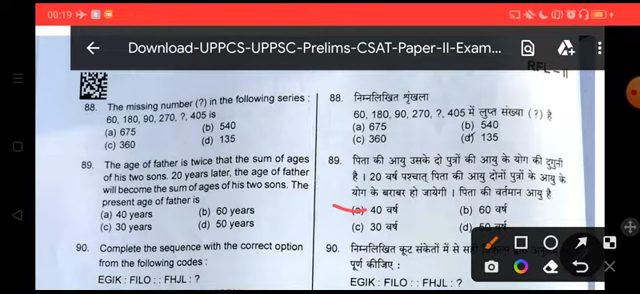 00:19
Download-UPPCS-UPPSC-Prelims-CSAT-Paper-II-Exam...
88. The missing number (?) in the following series :
60, 180, 90, 270, ?, 405 is
(a) 675 (b) 540
(c) 360 (d) 135
89. The age of father is twice that the sum of ages
of his two sons. 20 years later, the age of father
will become the sum of ages of his two sons. The
present age of father is
(a) 40 years (b) 60 years
(c) 30 years (d) 50 years
90. Complete the sequence with the correct option
from the following codes :
EGIK : FILO : : FHJL : ?
88. निम्नलिखित शृंखला
60, 180, 90, 270, ?, 405 में लुप्त संख्या (?) है
(a) 675 (b) 540
(c) 360 (d) 135
89. पिता की आयु उसके दो पुत्रों की आयु के योग की दुगुनी
है । 20 वर्ष पश्चात् पिता की आयु दोनों पुत्रों के आयु के
योग के बराबर हो जायेगी । पिता की वर्तमान आयु है
(a) 40 वर्ष (b) 60 वर्ष
(c) 30 वर्ष (d) 50 वर्ष
90. निम्नलिखित कूट संकेतों में से सही
पूर्ण कीजिए :
EGIK : FILO : : FHJL : ?